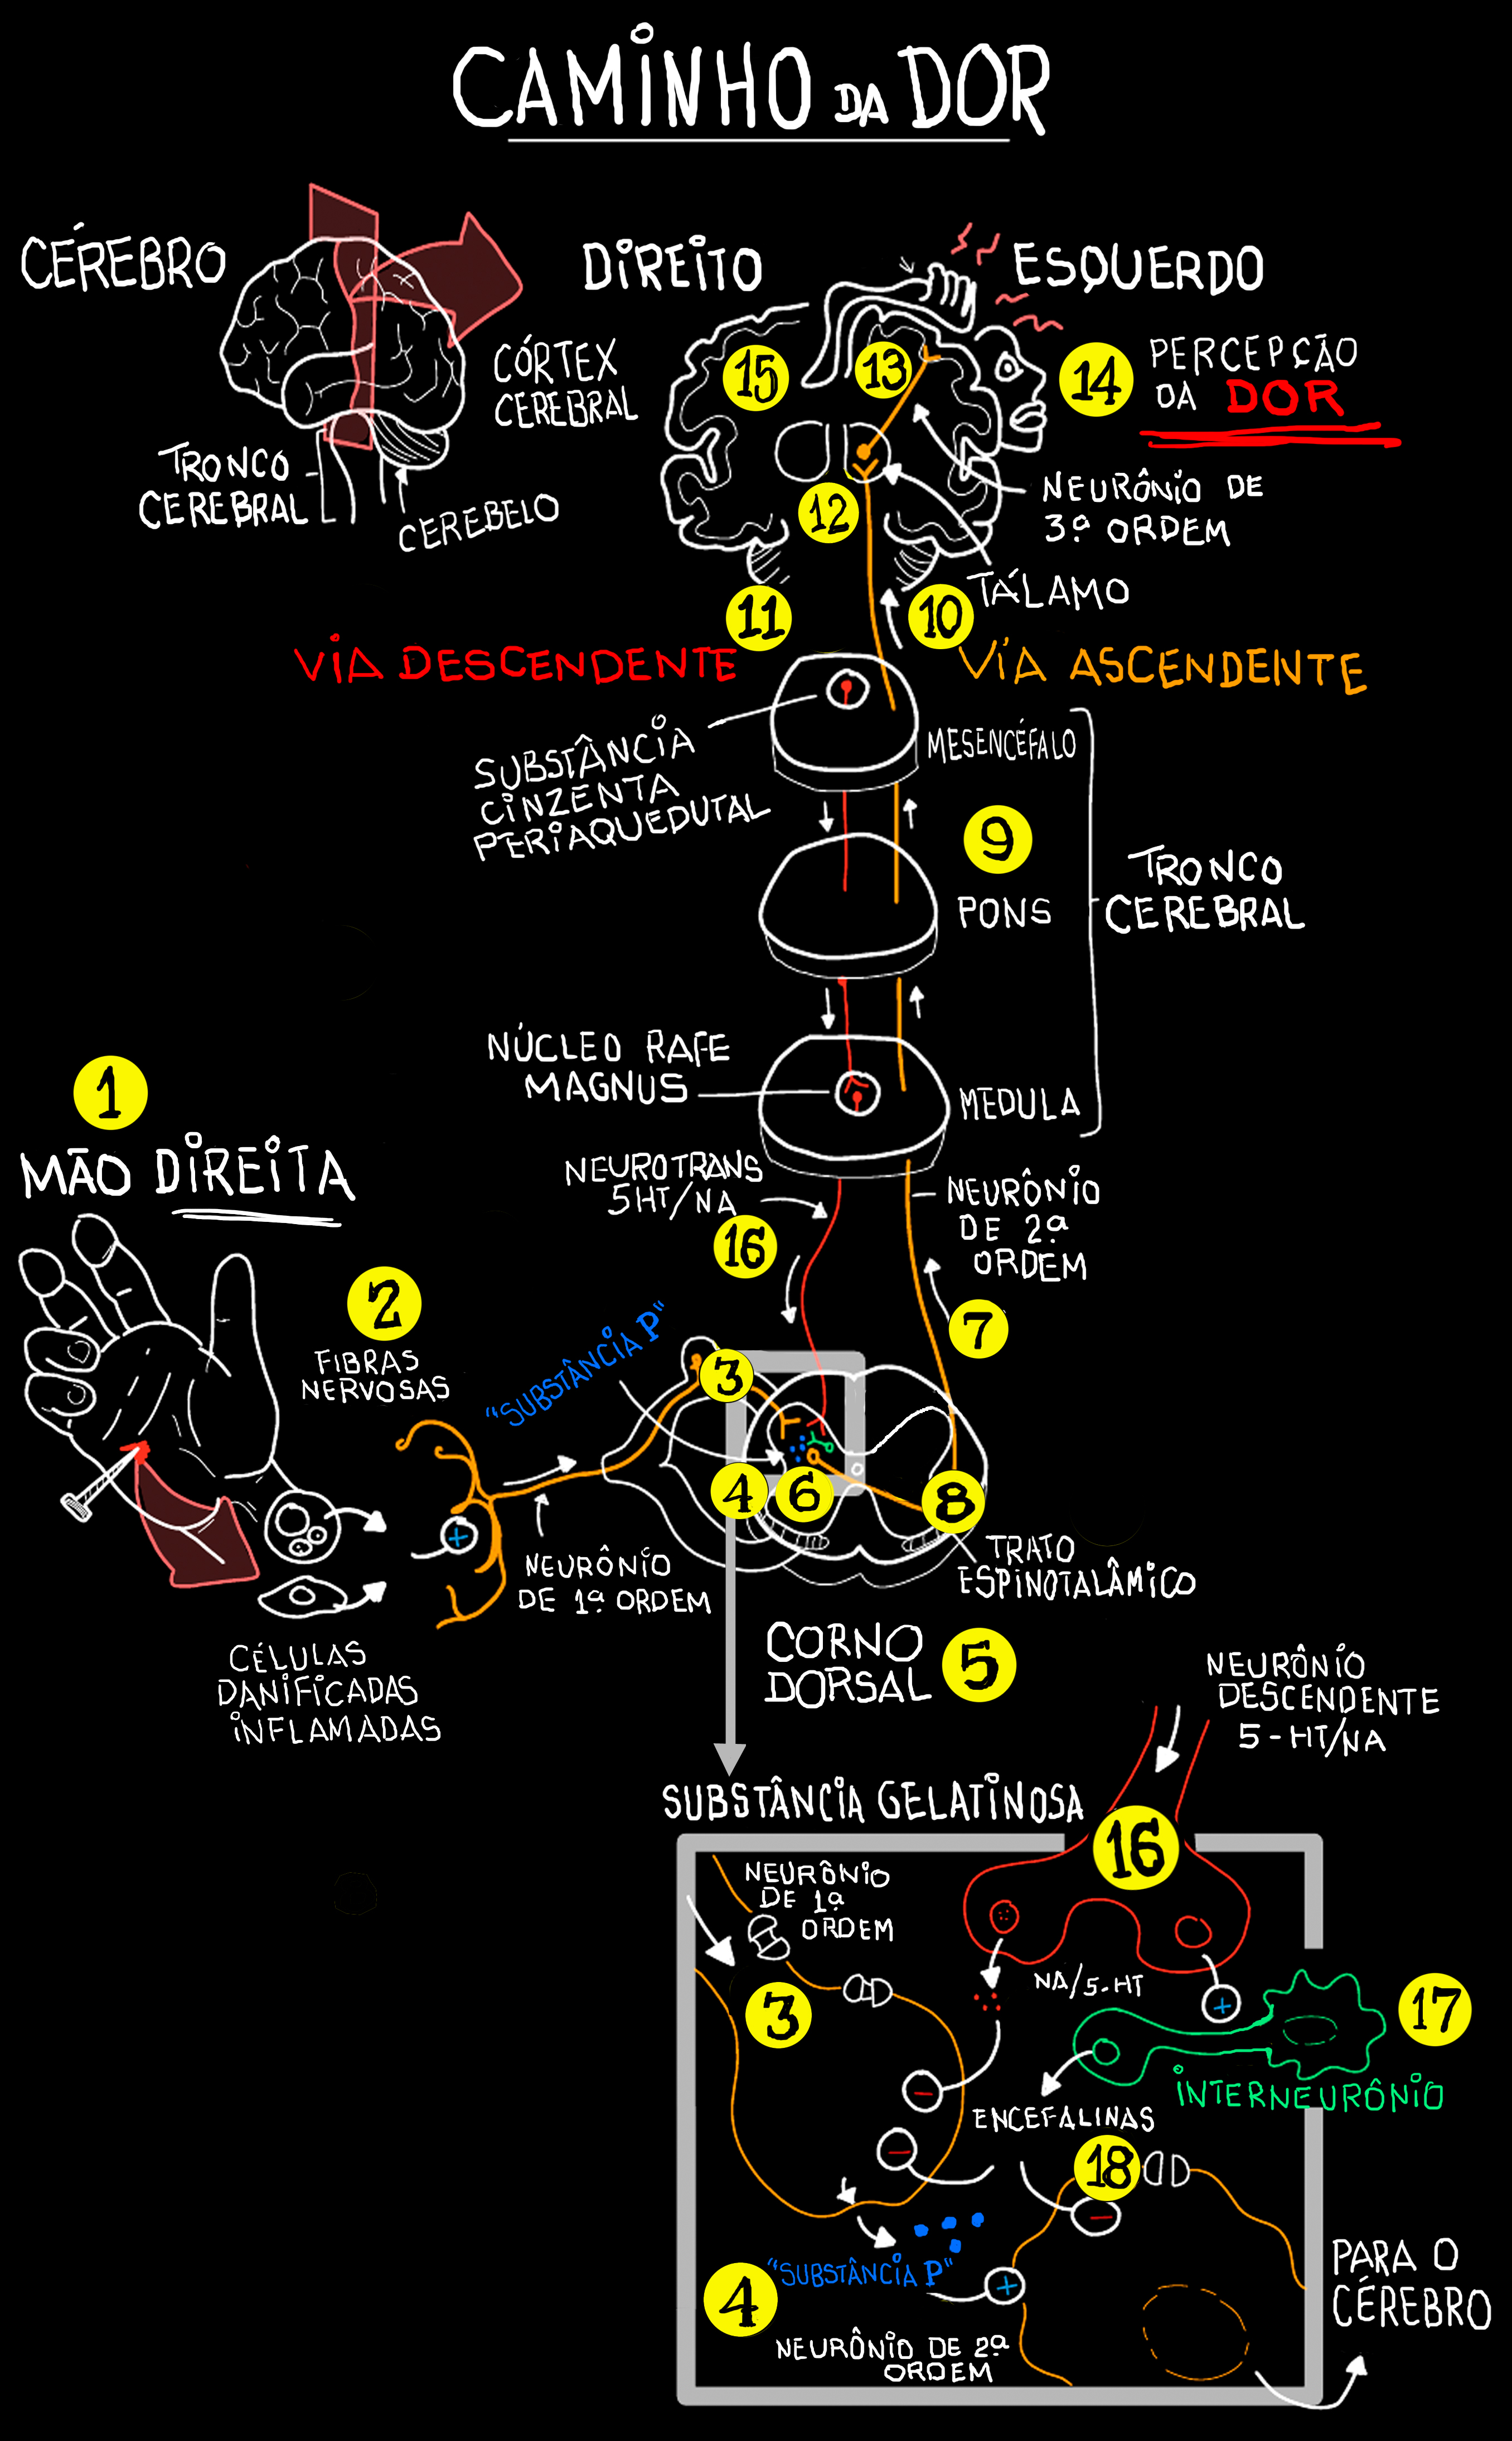 CAMINHO DA DOR
CÉREBRO
CÓRTEX
CEREBRAL
TRONCO
CEREBRAL
CEREBELO
DIREITO
ESQUERDO
15
13
14
PERCEPÇÃO
DA DOR
NEURÔNIO DE
3ª ORDEM
12
TÁLAMO
11
10
VIA DESCENDENTE
VÍA ASCENDENTE
SUBSTÂNCIA
CINZENTA
PERIAQUEDUTAL
MESENCÉFALO
9
PONS
TRONCO
CEREBRAL
NÚCLEO RAFE
MAGNUS
MEDULA
1
MÃO DIREITA
NEUROTRANS
5HT/NA
16
NEURÔNIO
DE 2ª
ORDEM
7
2
FIBRAS
NERVOSAS
"SUBSTÂNCIA P"
3
4
6
8
+
NEURÔNIO
DE 1ª ORDEM
TRATO
ESPINOTALÂMICO
CÉLULAS
DANIFICADAS
INFLAMADAS
CORNO
DORSAL
5
NEURÔNIO
DESCENDENTE
5-HT/NA
SUBSTÂNCIA GELATINOSA
16
NEURÔNIO
DE 1ª
ORDEM
3
NA/5-HT
+
17
INTERNEURÔNIO
-
ENCEFALINAS
-
18
-
4
"SUBSTÂNCIA P"
+
NEURÔNIO DE 2ª
ORDEM
PARA O
CÉREBRO